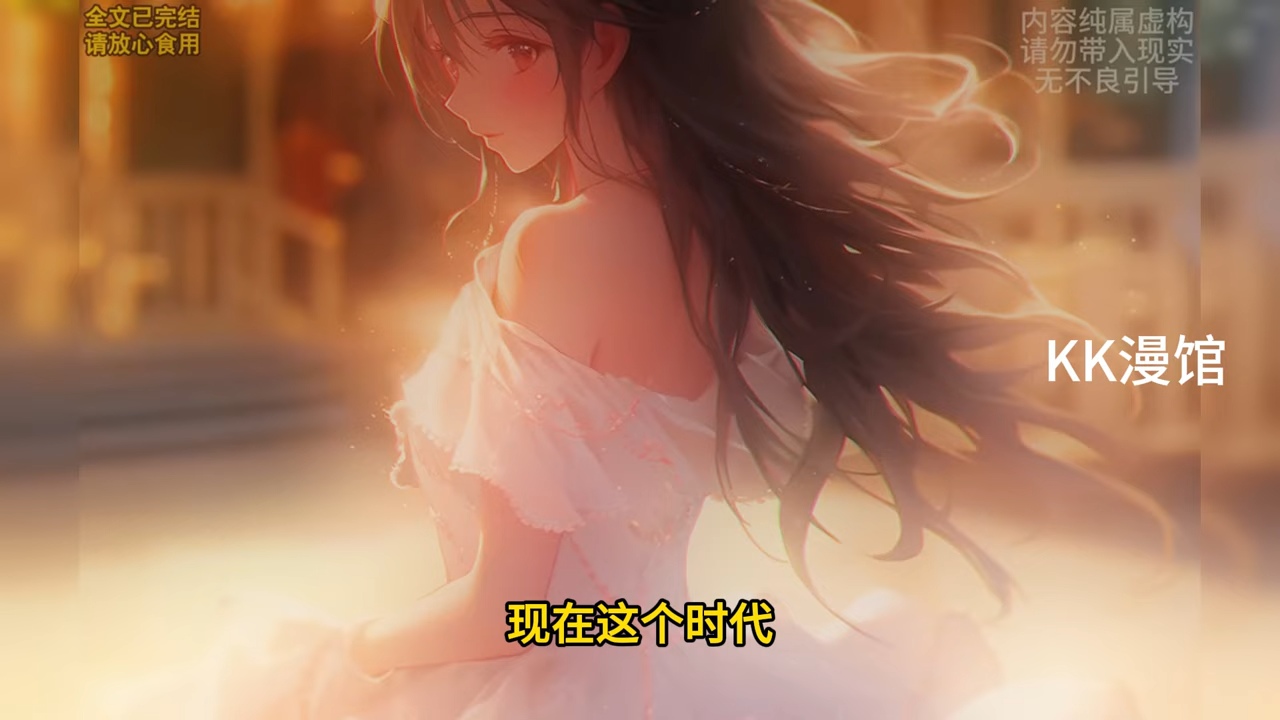 全文已完结
请放心食用
内容纯属虚构
请勿带入现实
无不良引导
KK漫馆
现在这个时代